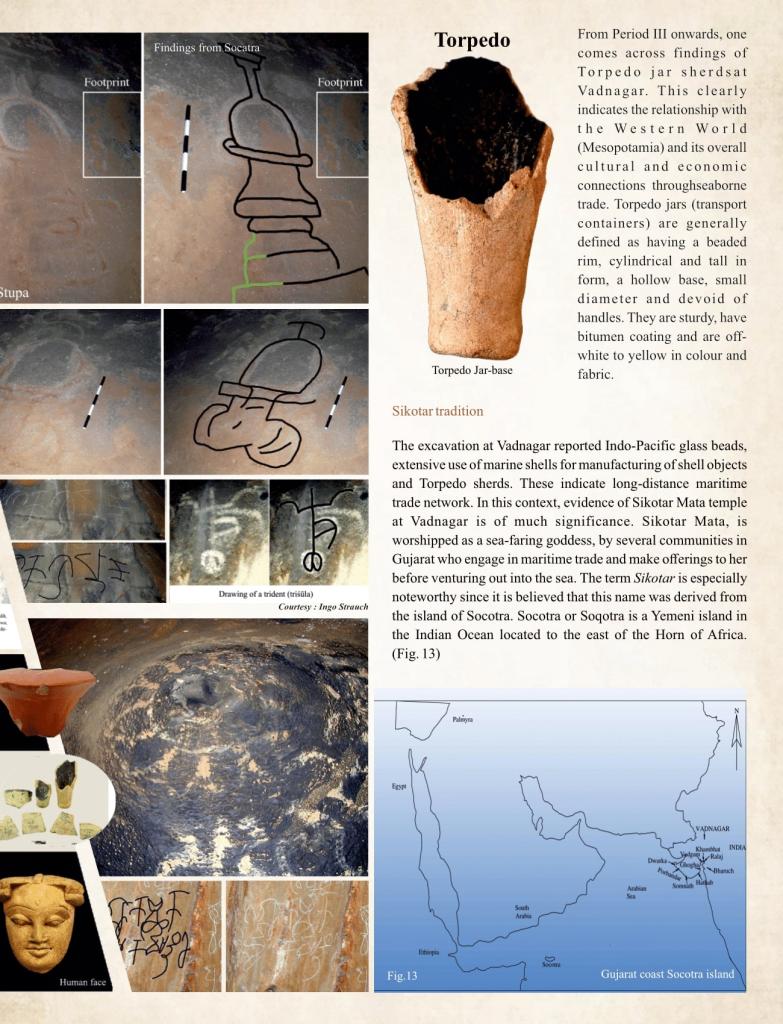 Findings from Socatra
Footprint
Footprint
Stupa
Drawing of a trident (triśūla)
Courtesy : Ingo Strauch
Human face
Torpedo
Torpedo Jar-base
From Period III onwards, one
comes across findings of
Torpedo jar sherdsat
Vadnagar. This clearly
indicates the relationship with
the Western World
(Mesopotamia) and its overall
cultural and economic
connections throughseaborne
trade. Torpedo jars (transport
containers) are generally
defined as having a beaded
rim, cylindrical and tall in
form, a hollow base, small
diameter and devoid of
handles. They are sturdy, have
bitumen coating and are off-
white to yellow in colour and
fabric.
Sikotar tradition
The excavation at Vadnagar reported Indo-Pacific glass beads,
extensive use of marine shells for manufacturing of shell objects
and Torpedo sherds. These indicate long-distance maritime
trade network. In this context, evidence of Sikotar Mata temple
at Vadnagar is of much significance. Sikotar Mata, is
worshipped as a sea-faring goddess, by several communities in
Gujarat who engage in maritime trade and make offerings to her
before venturing out into the sea. The term Sikotar is especially
noteworthy since it is believed that this name was derived from
the island of Socotra. Socotra or Soqotra is a Yemeni island in
the Indian Ocean located to the east of the Horn of Africa.
(Fig. 13)
N
Palmyra
Egypt
VADNAGAR
INDIA
Khambhat
Ralaj
Dwarka
Ghogha
Bharuch
Porbandar
Hathab
Somnath
Arabian
Sea
South
Arabia
Ethiopia
Socotra
Fig.13
Gujarat coast Socotra island